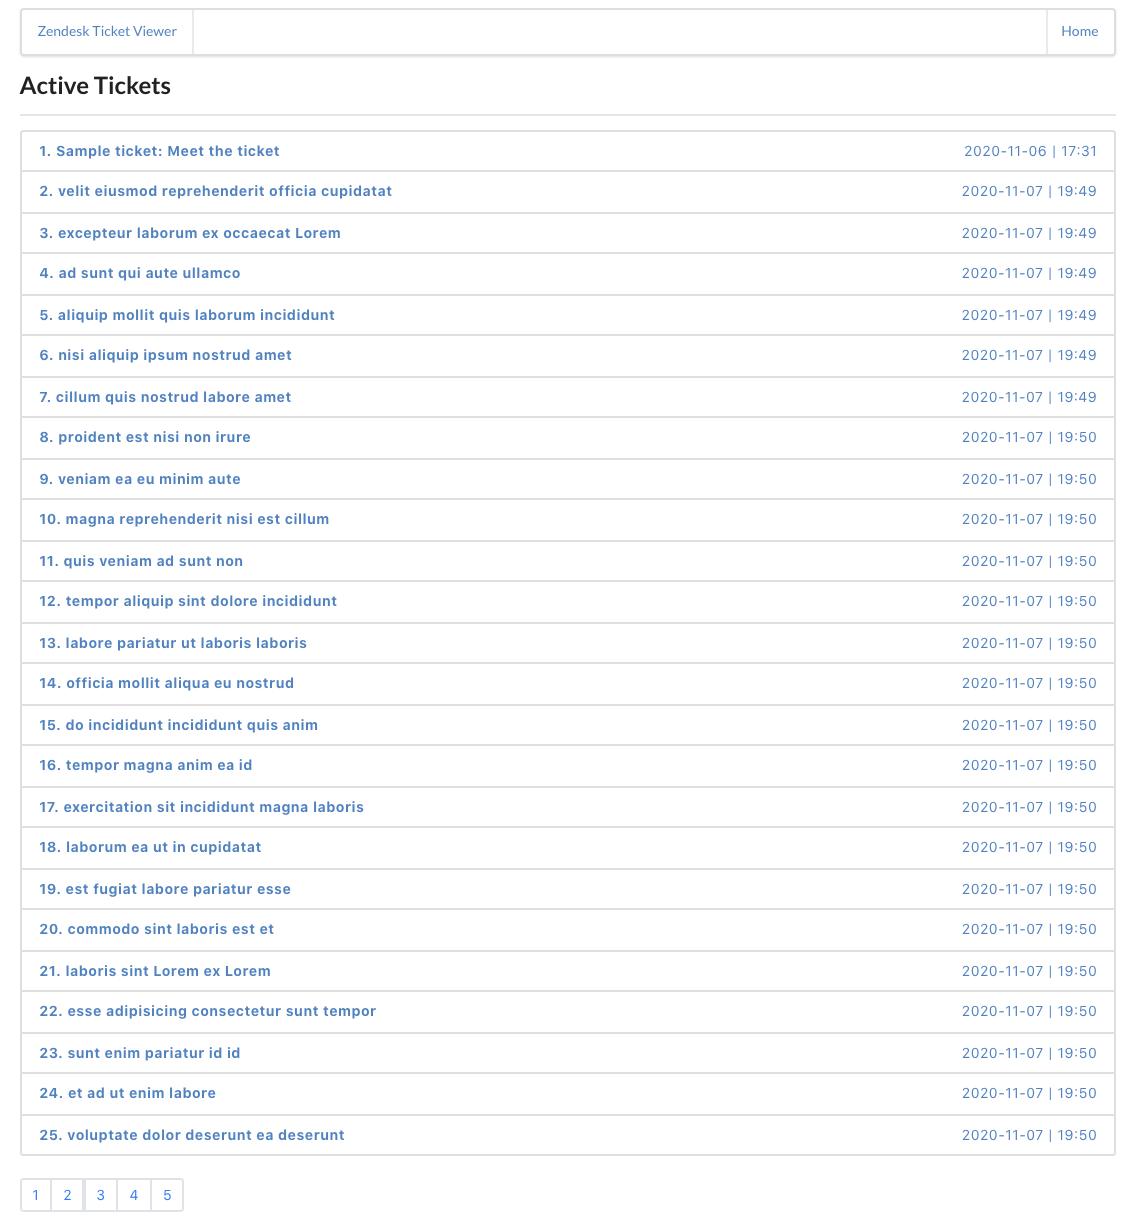 Zendesk Ticket Viewer Home
Active Tickets
1. Sample ticket: Meet the ticket 2020-11-06 | 17:31
2. velit eiusmod reprehenderit officia cupidatat 2020-11-07 | 19:49
3. excepteur laborum ex occaecat Lorem 2020-11-07 | 19:49
4. ad sunt qui aute ullamco 2020-11-07 | 19:49
5. aliquip mollit quis laborum incididunt 2020-11-07 | 19:49
6. nisi aliquip ipsum nostrud amet 2020-11-07 | 19:49
7. cillum quis nostrud labore amet 2020-11-07 | 19:49
8. proident est nisi non irure 2020-11-07 | 19:50
9. veniam ea eu minim aute 2020-11-07 | 19:50
10. magna reprehenderit nisi est cillum 2020-11-07 | 19:50
11. quis veniam ad sunt non 2020-11-07 | 19:50
12. tempor aliquip sint dolore incididunt 2020-11-07 | 19:50
13. labore pariatur ut laboris laboris 2020-11-07 | 19:50
14. officia mollit aliqua eu nostrud 2020-11-07 | 19:50
15. do incididunt incididunt quis anim 2020-11-07 | 19:50
16. tempor magna anim ea id 2020-11-07 | 19:50
17. exercitation sit incididunt magna laboris 2020-11-07 | 19:50
18. laborum ea ut in cupidatat 2020-11-07 | 19:50
19. est fugiat labore pariatur esse 2020-11-07 | 19:50
20. commodo sint laboris est et 2020-11-07 | 19:50
21. laboris sint Lorem ex Lorem 2020-11-07 | 19:50
22. esse adipisicing consectetur sunt tempor 2020-11-07 | 19:50
23. sunt enim pariatur id id 2020-11-07 | 19:50
24. et ad ut enim labore 2020-11-07 | 19:50
25. voluptate dolor deserunt ea deserunt 2020-11-07 | 19:50
1 2 3 4 5